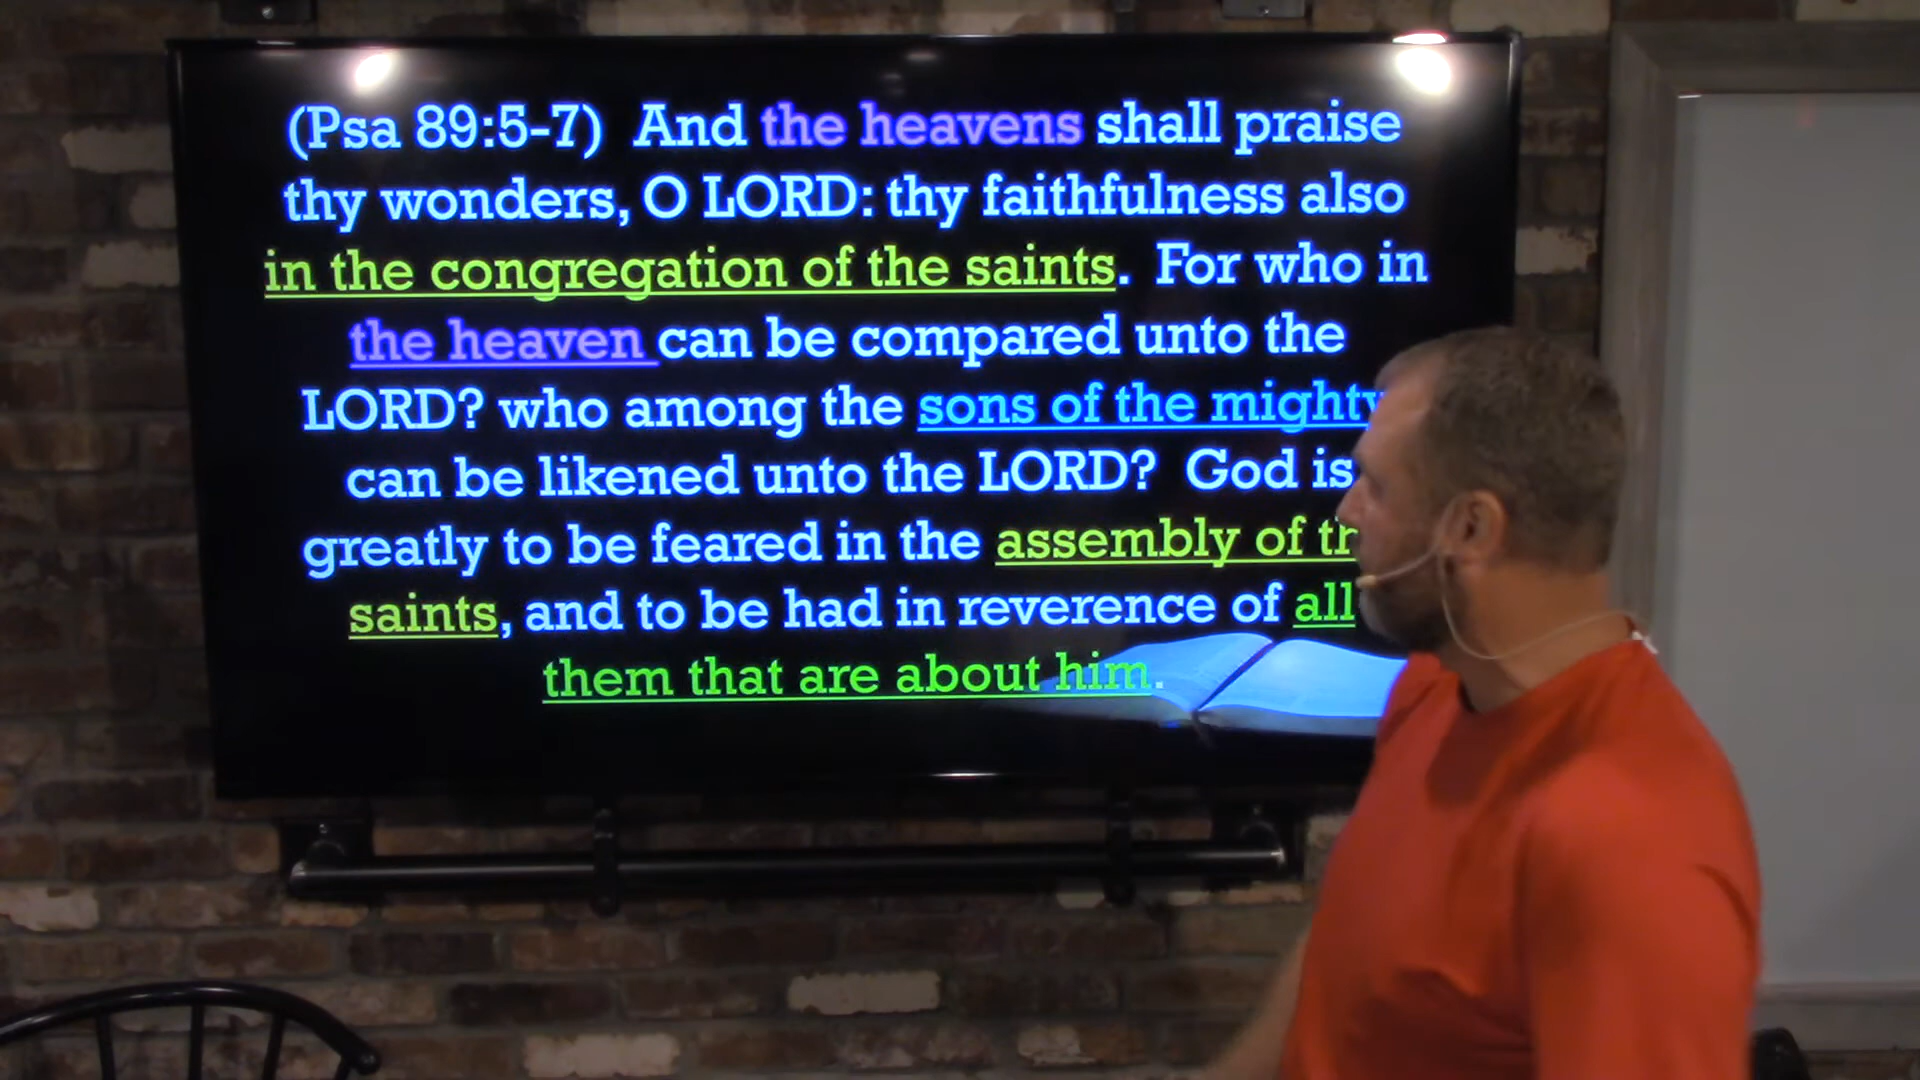 (Psa 89:5-7) And the heavens shall praise
thy wonders, O LORD: thy faithfulness also
in the congregation of the saints. For who in
the heaven can be compared unto the
LORD? who among the sons of the mighty
can be likened unto the LORD? God is
greatly to be feared in the assembly of
saints, and to be had in reverence of all
them that are about him.